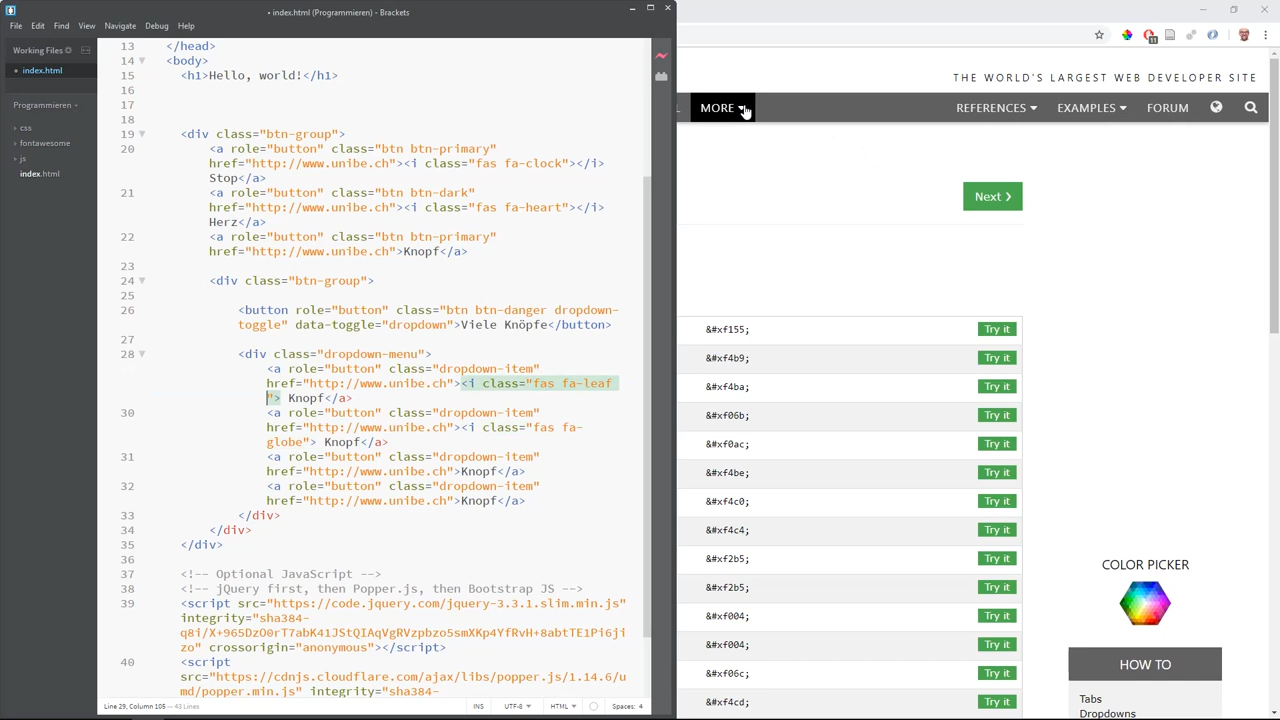 • index.html (Programmieren) - Brackets
File Edit Find View Navigate Debug Help
Working Files
• index.html
Programmieren
css
fontawesome
js
index.html
13 </head>
14 <body>
15 <h1>Hello, world!</h1>
16
17
18
19 <div class="btn-group">
20 <a role="button" class="btn btn-primary"
href="http://www.unibe.ch"><i class="fas fa-clock"></i>
Stop</a>
21 <a role="button" class="btn btn-dark"
href="http://www.unibe.ch"><i class="fas fa-heart"></i>
Herz</a>
22 <a role="button" class="btn btn-primary"
href="http://www.unibe.ch">Knopf</a>
23
24 <div class="btn-group">
25
26 <button role="button" class="btn btn-danger dropdown-
toggle" data-toggle="dropdown">Viele Knöpfe</button>
27
28 <div class="dropdown-menu">
<a role="button" class="dropdown-item"
href="http://www.unibe.ch"><i class="fas fa-leaf
"> Knopf</a>
30 <a role="button" class="dropdown-item"
href="http://www.unibe.ch"><i class="fas fa-
globe"> Knopf</a>
31 <a role="button" class="dropdown-item"
href="http://www.unibe.ch">Knopf</a>
32 <a role="button" class="dropdown-item"
href="http://www.unibe.ch">Knopf</a>
33 </div>
34 </div>
35 </div>
36
37 <!-- Optional JavaScript -->
38 <!-- jQuery first, then Popper.js, then Bootstrap JS -->
39 <script src="https://code.jquery.com/jquery-3.3.1.slim.min.js"
integrity="sha384-
q8i/X+965DzO0rT7abK41JStQIAqVgRVzpbzo5smXKp4YfRvH+8abtTE1Pi6ji
zo" crossorigin="anonymous"></script>
40 <script
src="https://cdnjs.cloudflare.com/ajax/libs/popper.js/1.14.6/u
md/popper.min.js" integrity="sha384-
Line 29, Column 105 — 43 Lines
INS UTF-8 HTML Spaces: 4
11
THE WORLD'S LARGEST WEB DEVELOPER SITE
L MORE REFERENCES EXAMPLES FORUM
Next ❯
&#xf155; Try it
&#xf4b9; Try it
&#xf4ba; Try it
&#xf06b; Try it
&#xf0ac; Try it
&#xf4be; Try it
&#xf4c0; Try it
&#xf4c4; Try it
&#xf2b5; Try it
&#xf2b5; Try it
&#xf004; Try it
&#xf004; Try it
&#xf06c; Try it
&#xf4cd; Try it
COLOR PICKER
HOW TO
Tabs
Dropdowns